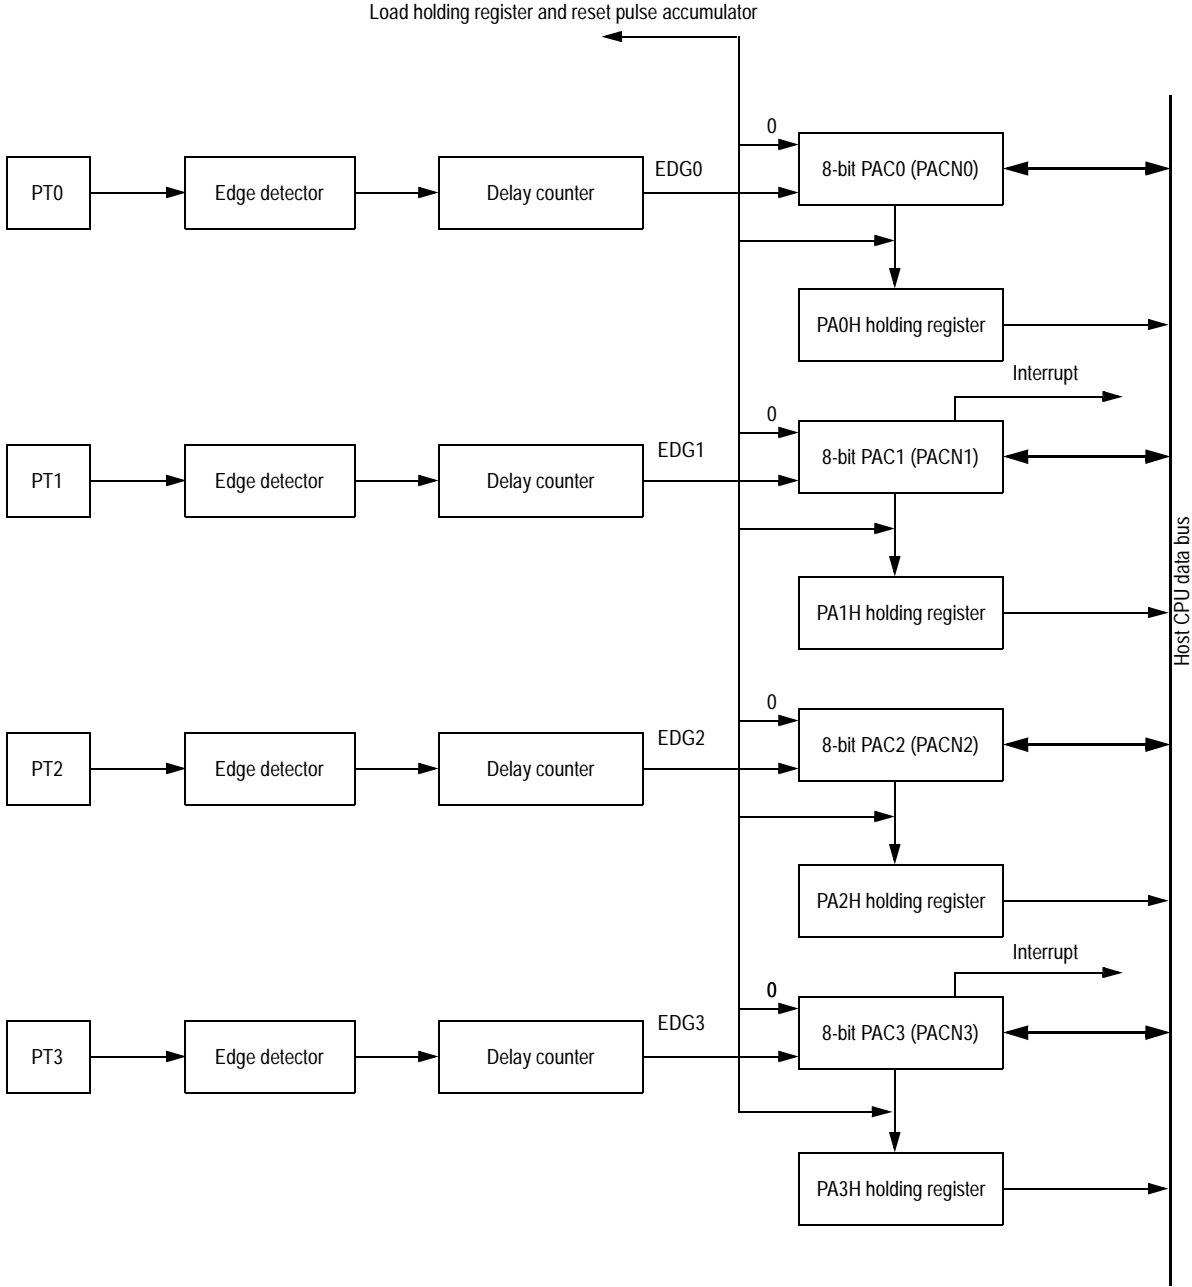 Load holding register and reset pulse accumulator
0
PT0
Edge detector
Delay counter
EDG0
8-bit PAC0 (PACN0)
PA0H holding register
Interrupt
0
PT1
Edge detector
Delay counter
EDG1
8-bit PAC1 (PACN1)
PA1H holding register
Host CPU data bus
0
PT2
Edge detector
Delay counter
EDG2
8-bit PAC2 (PACN2)
PA2H holding register
Interrupt
0
PT3
Edge detector
Delay counter
EDG3
8-bit PAC3 (PACN3)
PA3H holding register